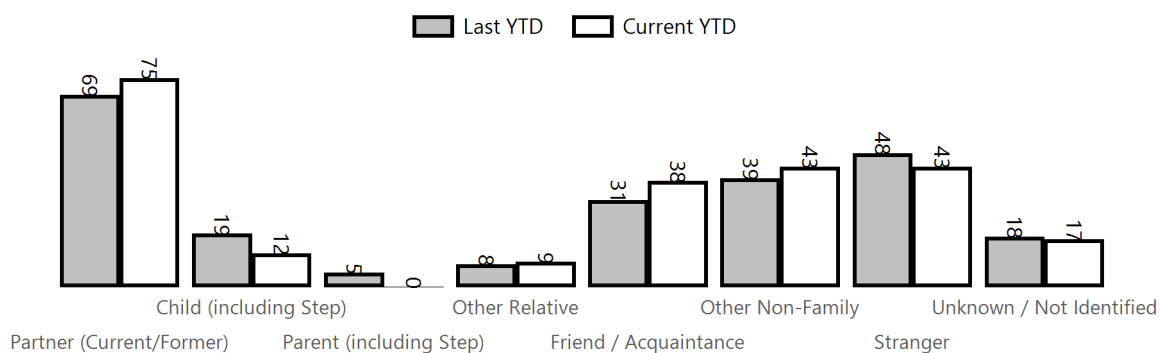 Last YTD Current YTD
69 75 19 12 5 0 8 9 31 38 39 43 48 43 18 17
Child (including Step) Other Relative Other Non-Family Unknown / Not Identified
Partner (Current/Former) Parent (including Step) Friend / Acquaintance Stranger